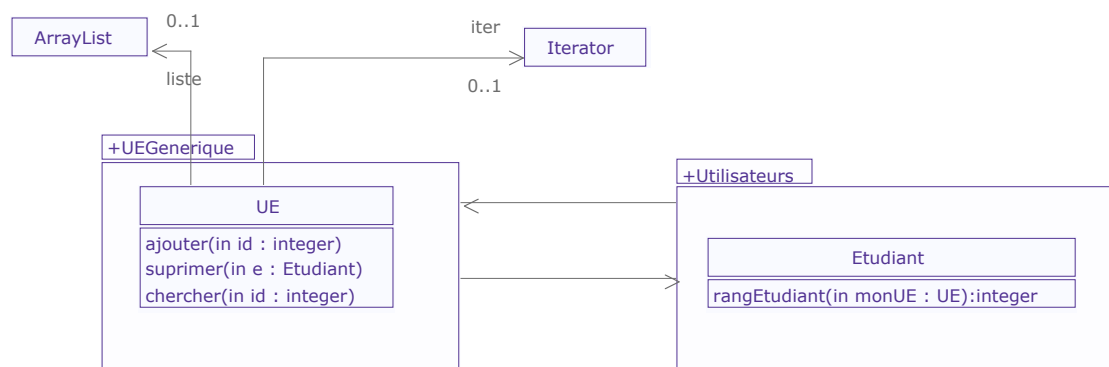 0..1
ArrayList
iter
Iterator
liste
0..1
+UEGenerique
+Utilisateurs
UE
ajouter(in id : integer)
suprimer(in e : Etudiant)
chercher(in id : integer)
Etudiant
rangEtudiant(in monUE : UE):integer